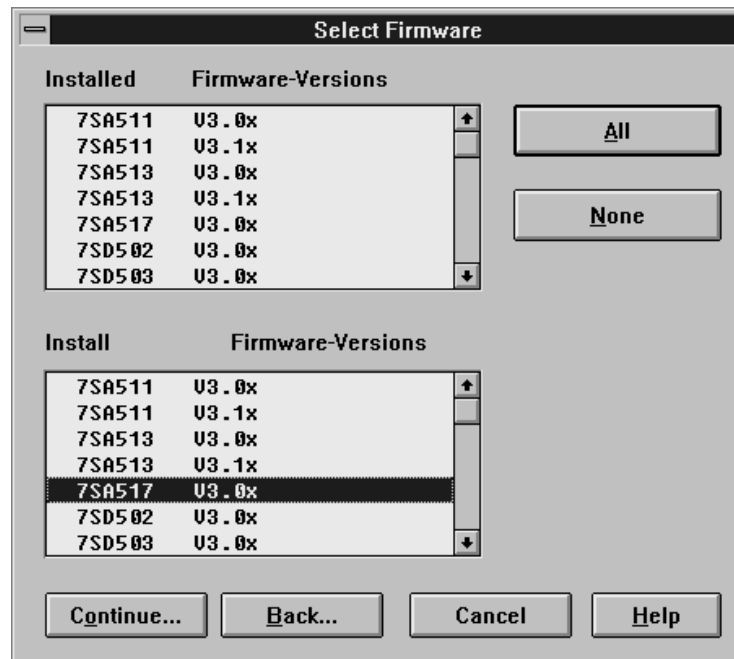 Select Firmware
Installed Firmware-Versions
7SA511 V3.0x
7SA511 V3.1x
7SA513 V3.0x
7SA513 V3.1x
7SA517 V3.0x
7SD502 V3.0x
7SD503 V3.0x
All
None
Install Firmware-Versions
7SA511 V3.0x
7SA511 V3.1x
7SA513 V3.0x
7SA513 V3.1x
7SA517 V3.0x
7SD502 V3.0x
7SD503 V3.0x
Continue... Back... Cancel Help